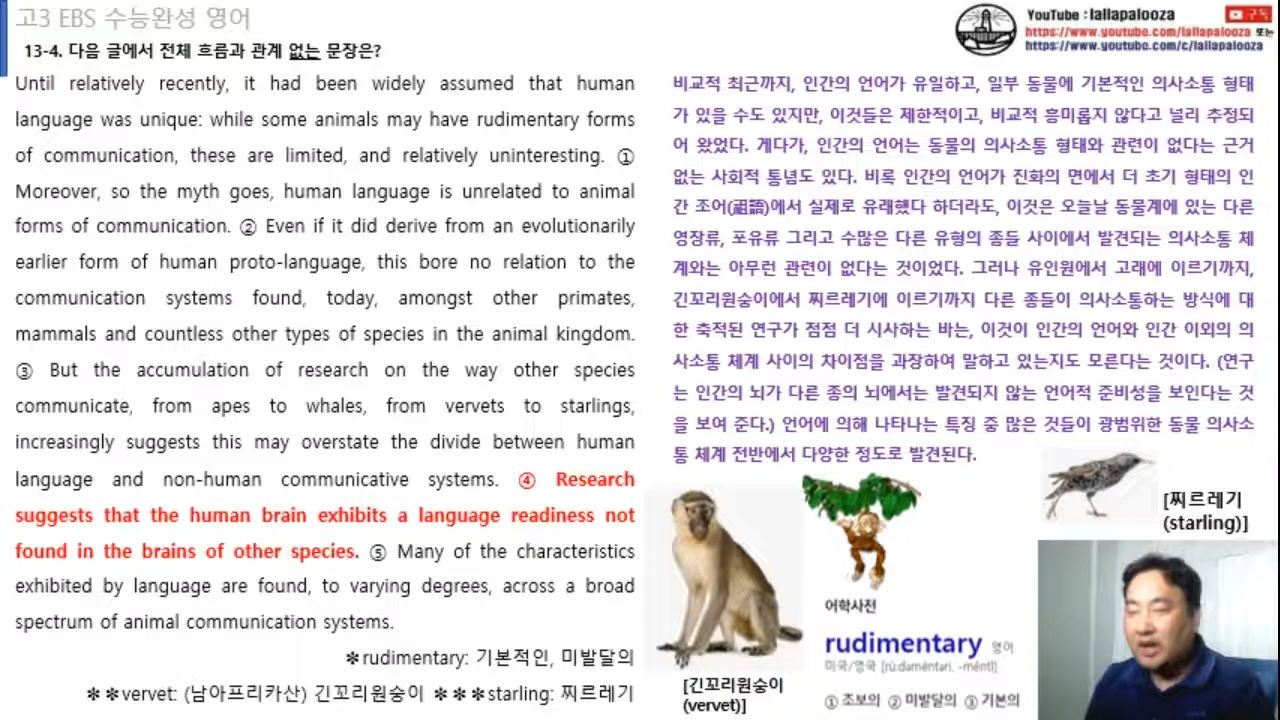 고3 EBS 수능완성 영어
13-4. 다음 글에서 전체 흐름과 관계 없는 문장은?
Until relatively recently, it had been widely assumed that human
language was unique: while some animals may have rudimentary forms
of communication, these are limited, and relatively uninteresting. ①
Moreover, so the myth goes, human language is unrelated to animal
forms of communication. ② Even if it did derive from an evolutionarily
earlier form of human proto-language, this bore no relation to the
communication systems found, today, amongst other primates,
mammals and countless other types of species in the animal kingdom.
③ But the accumulation of research on the way other species
communicate, from apes to whales, from vervets to starlings,
increasingly suggests this may overstate the divide between human
language and non-human communicative systems. ④ Research
suggests that the human brain exhibits a language readiness not
found in the brains of other species. ⑤ Many of the characteristics
exhibited by language are found, to varying degrees, across a broad
spectrum of animal communication systems.
✻rudimentary: 기본적인, 미발달의
✻✻vervet: (남아프리카산) 긴꼬리원숭이 ✻✻✻starling: 찌르레기
YouTube : lallapalooza
구독
https://www.youtube.com/lallapalooza 또는
https://www.youtube.com/c/lallapalooza
비교적 최근까지, 인간의 언어가 유일하고, 일부 동물에 기본적인 의사소통 형태
가 있을 수도 있지만, 이것들은 제한적이고, 비교적 흥미롭지 않다고 널리 추정되
어 왔었다. 게다가, 인간의 언어는 동물의 의사소통 형태와 관련이 없다는 근거
없는 사회적 통념도 있다. 비록 인간의 언어가 진화의 면에서 더 초기 형태의 인
간 조어(祖語)에서 실제로 유래했다 하더라도, 이것은 오늘날 동물계에 있는 다른
영장류, 포유류 그리고 수많은 다른 유형의 종들 사이에서 발견되는 의사소통 체
계와는 아무런 관련이 없다는 것이었다. 그러나 유인원에서 고래에 이르기까지,
긴꼬리원숭이에서 찌르레기에 이르기까지 다른 종들이 의사소통하는 방식에 대
한 축적된 연구가 점점 더 시사하는 바는, 이것이 인간의 언어와 인간 이외의 의
사소통 체계 사이의 차이점을 과장하여 말하고 있는지도 모른다는 것이다. (연구
는 인간의 뇌가 다른 종의 뇌에서는 발견되지 않는 언어적 준비성을 보인다는 것
을 보여 준다.) 언어에 의해 나타나는 특징 중 많은 것들이 광범위한 동물 의사소
통 체계 전반에서 다양한 정도로 발견된다.
[찌르레기
(starling)]
[긴꼬리원숭이
(vervet)]
어학사전
rudimentary 영어
미국/영국 [rù:dəméntəri, -méntl]
① 초보의 ② 미발달의 ③ 기본의